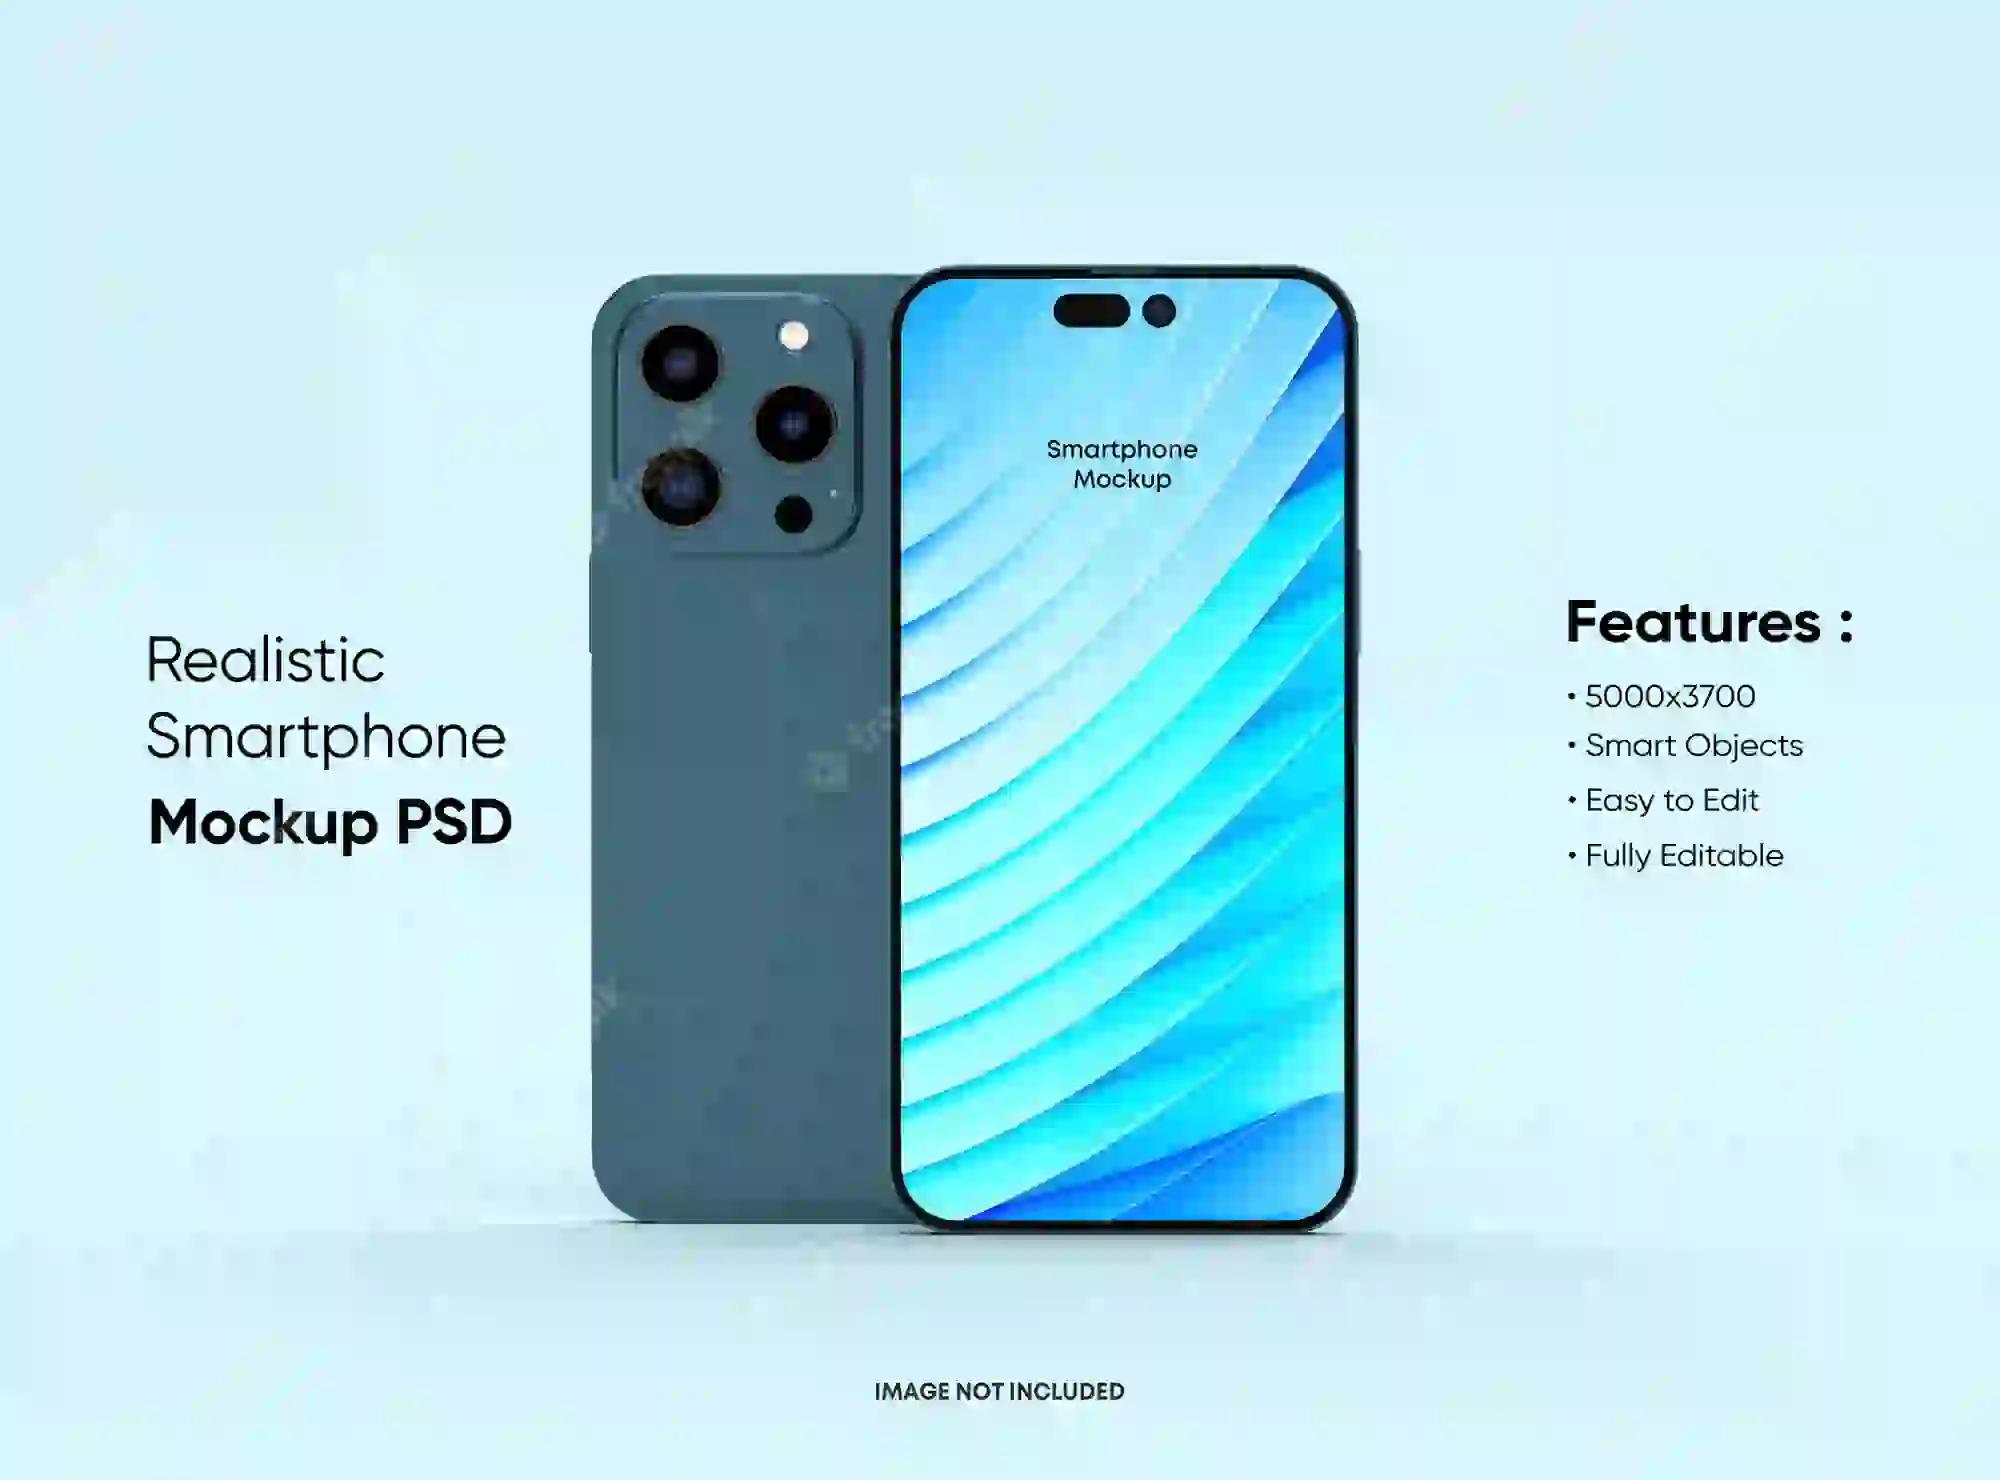 Smartphone
Mockup
Realistic
Smartphone
Mockup PSD
Features :
• 5000x3700
• Smart Objects
• Easy to Edit
• Fully Editable
IMAGE NOT INCLUDED